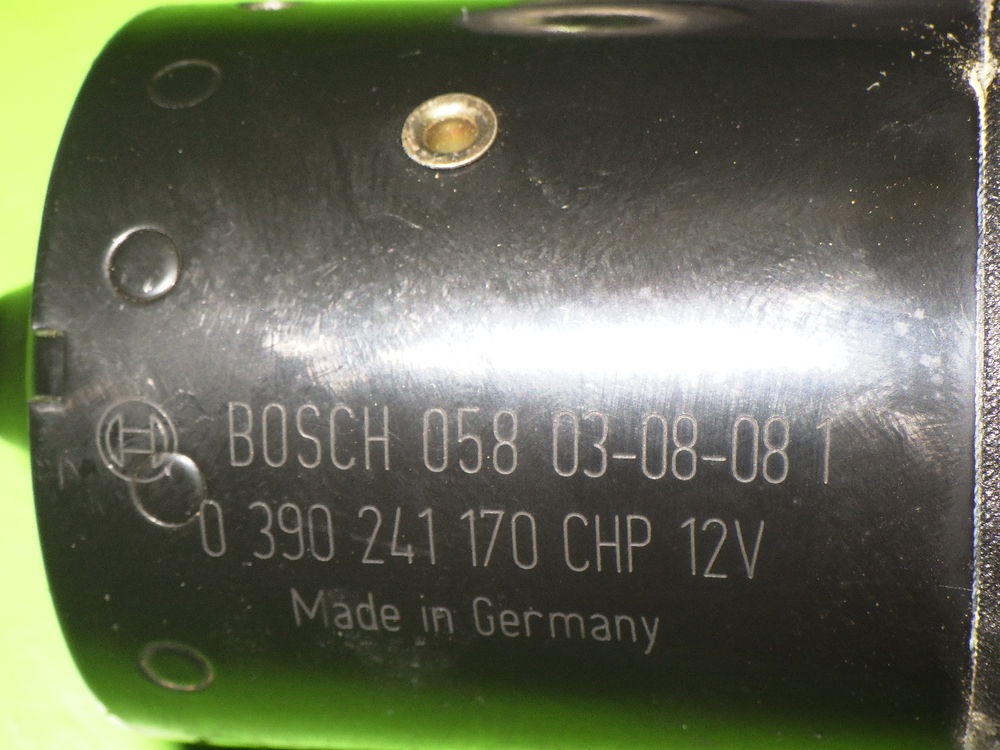 BOSCH 058 03-08-08 1
0 390 241 170 CHP 12V
Made in Germany